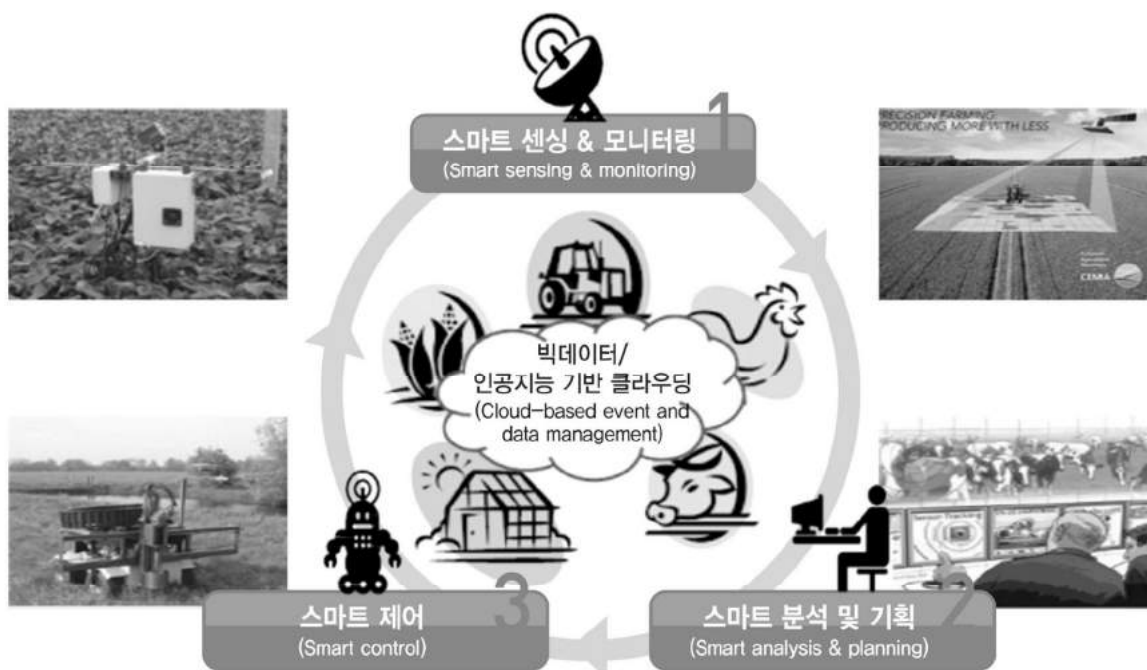 스마트 센싱 & 모니터링
(Smart sensing & monitoring)
1
PRECISION FARMING:
PRODUCING MORE WITH LESS
CEMA
빅데이터/
인공지능 기반 클라우딩
(Cloud-based event and
data management)
스마트 제어
(Smart control)
3
스마트 분석 및 기획
(Smart analysis & planning)
2